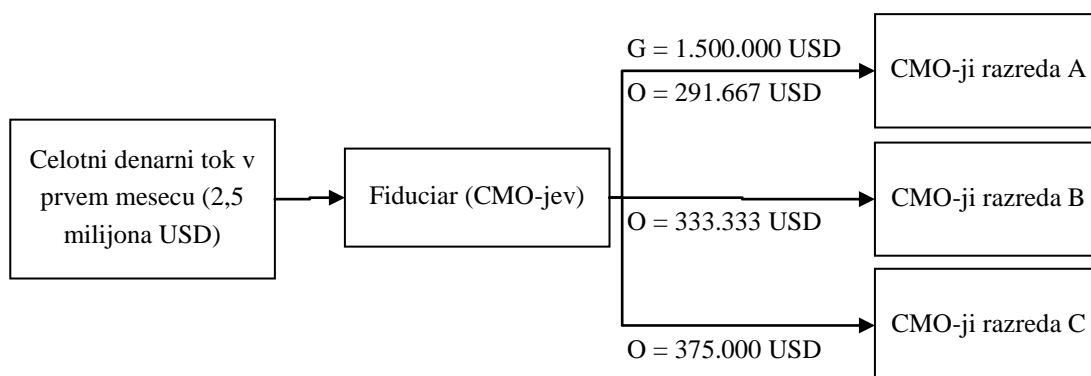 G = 1.500.000 USD
O = 291.667 USD
CMO-ji razreda A
Celotni denarni tok v
prvem mesecu (2,5
milijona USD)
Fiduciar (CMO-jev)
O = 333.333 USD
CMO-ji razreda B
O = 375.000 USD
CMO-ji razreda C